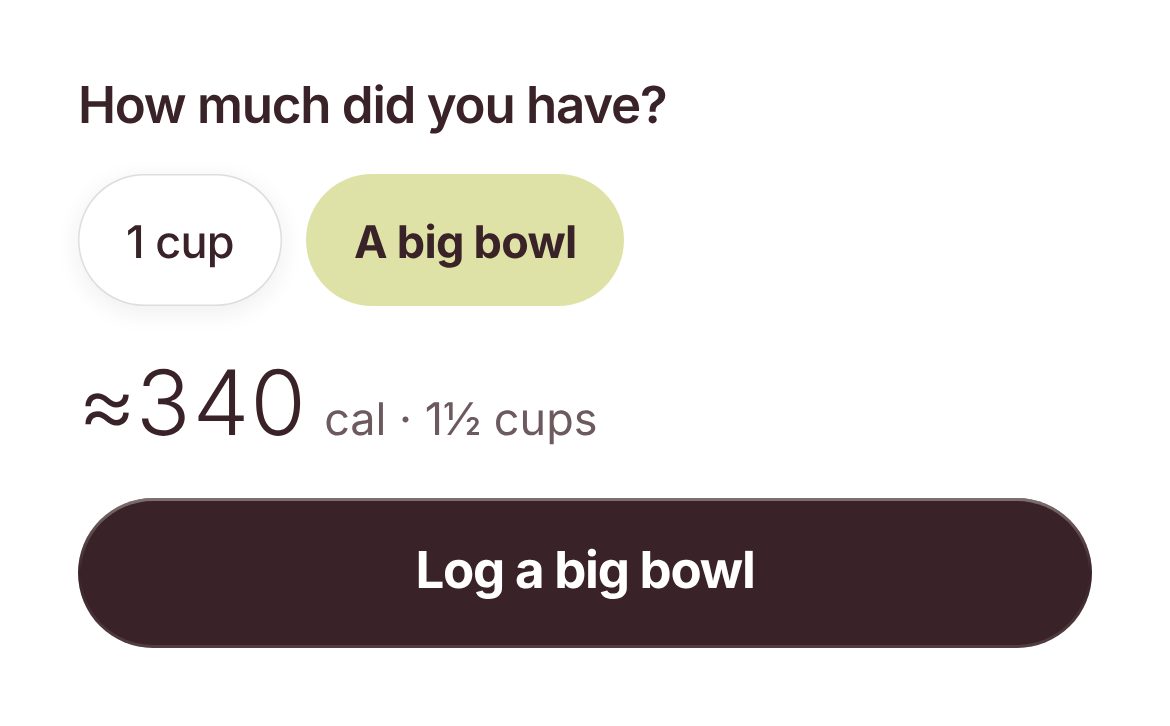 How much did you have?
1 cup
A big bowl
≈340 cal · 1½ cups
Log a big bowl